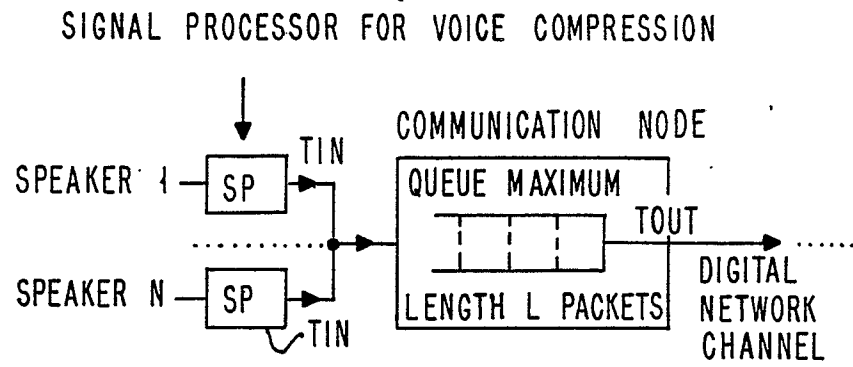 SIGNAL PROCESSOR FOR VOICE COMPRESSION
COMMUNICATION NODE
TIN
SPEAKER 1
SP
QUEUE MAXIMUM
TOUT
SPEAKER N
SP
TIN
LENGTH L PACKETS
DIGITAL
NETWORK
CHANNEL